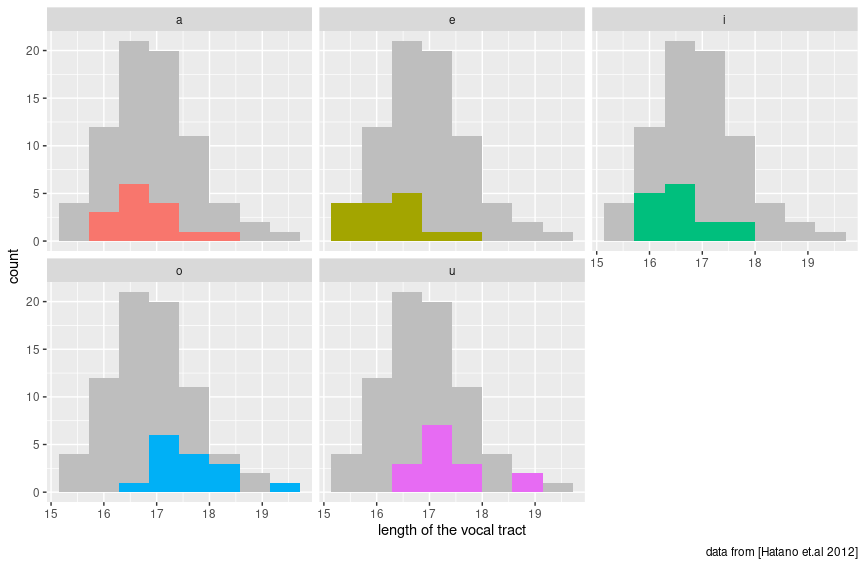 a e i
20
15
10
5
0
15 16 17 18 19
o u
20
15
10
5
0
15 16 17 18 19 15 16 17 18 19
count
length of the vocal tract
data from [Hatano et.al 2012]